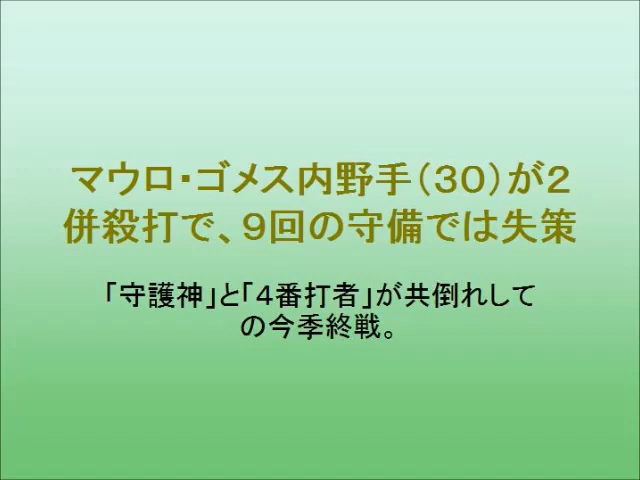 マウロ・ゴメス内野手（３０）が２
併殺打で、９回の守備では失策
「守護神」と「４番打者」が共倒れして
の今季終戦。